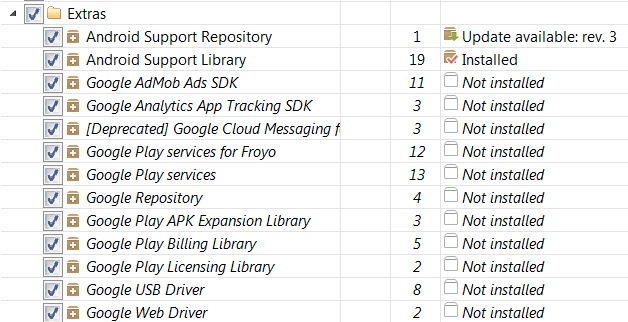 Extras
Android Support Repository 1 Update available: rev. 3
Android Support Library 19 Installed
Google AdMob Ads SDK 11 Not installed
Google Analytics App Tracking SDK 3 Not installed
[Deprecated] Google Cloud Messaging f 3 Not installed
Google Play services for Froyo 12 Not installed
Google Play services 13 Not installed
Google Repository 4 Not installed
Google Play APK Expansion Library 3 Not installed
Google Play Billing Library 5 Not installed
Google Play Licensing Library 2 Not installed
Google USB Driver 8 Not installed
Google Web Driver 2 Not installed